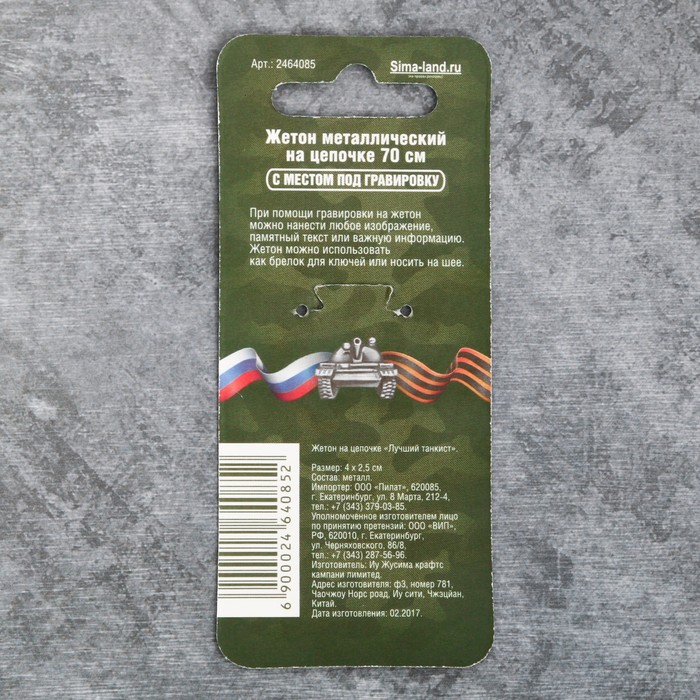 Арт.: 2464085
Sima-land.ru
Жетон металлический
на цепочке 70 см
С МЕСТОМ ПОД ГРАВИРОВКУ
При помощи гравировки на жетон
можно нанести любое изображение,
памятный текст или важную информацию.
Жетон можно использовать
как брелок для ключей или носить на шее.
Жетон на цепочке «Лучший танкист».
Размер: 4 x 2,5 см
Состав: металл.
Импортер: ООО «Пилат», 620085,
г. Екатеринбург, ул. 8 Марта, 212-4,
тел.: +7 (343) 379-03-85.
Уполномоченное изготовителем лицо
по принятию претензий: ООО «ВИП»,
РФ, 620010, г. Екатеринбург,
ул. Черняховского, 86/8,
тел.: +7 (343) 287-56-96.
Изготовитель: Иу Жусима крафтс
кампани лимитед.
Адрес изготовителя: ф3, номер 781,
Чаочжоу Норс роад, Иу сити, Чжэцзян,
Китай.
Дата изготовления: 02.2017.
6 900024 640852